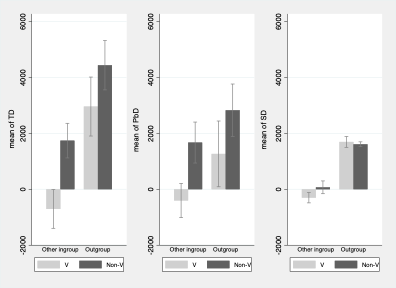 mean of TD
6000
4000
2000
0
-2000
Other ingroup Outgroup
V Non-V
mean of PbD
6000
4000
2000
0
-2000
Other ingroup Outgroup
V Non-V
mean of SD
6000
4000
2000
0
-2000
Other ingroup Outgroup
V Non-V